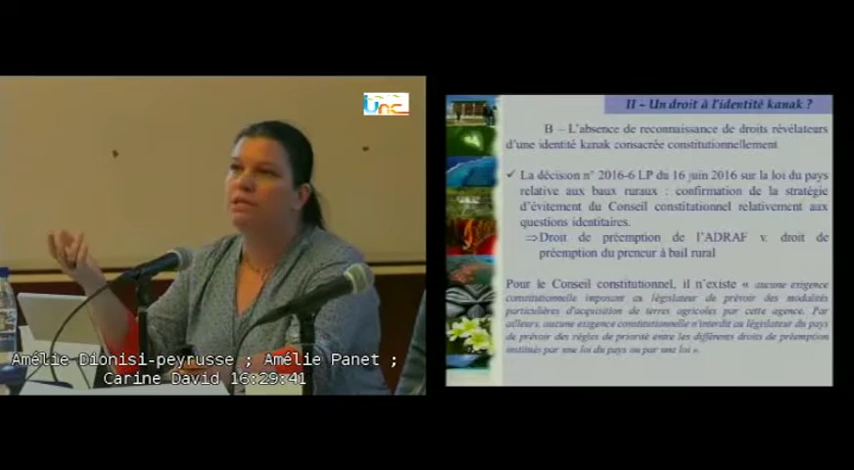 unc
Amélie Dionisi-peyrusse ; Amélie Panet ;
Carine David 16:29:41
II – Un droit à l'identité kanak ?
B – L'absence de reconnaissance de droits révélateurs
d'une identité kanak consacrée constitutionnellement
✓ La décision n° 2016-6 LP du 16 juin 2016 sur la loi du pays
relative aux baux ruraux : confirmation de la stratégie
d'évitement du Conseil constitutionnel relativement aux
questions identitaires.
⇒Droit de préemption de l'ADRAF v. droit de
préemption du preneur à bail rural
Pour le Conseil constitutionnel, il n'existe « aucune exigence
constitutionnelle imposant au législateur de prévoir des modalités
particulières d'acquisition de terres agricoles par cette agence. Par
ailleurs, aucune exigence constitutionnelle n'interdit au législateur du pays
de prévoir des règles de priorité entre les différents droits de préemption
institués par une loi du pays ou par une loi ».